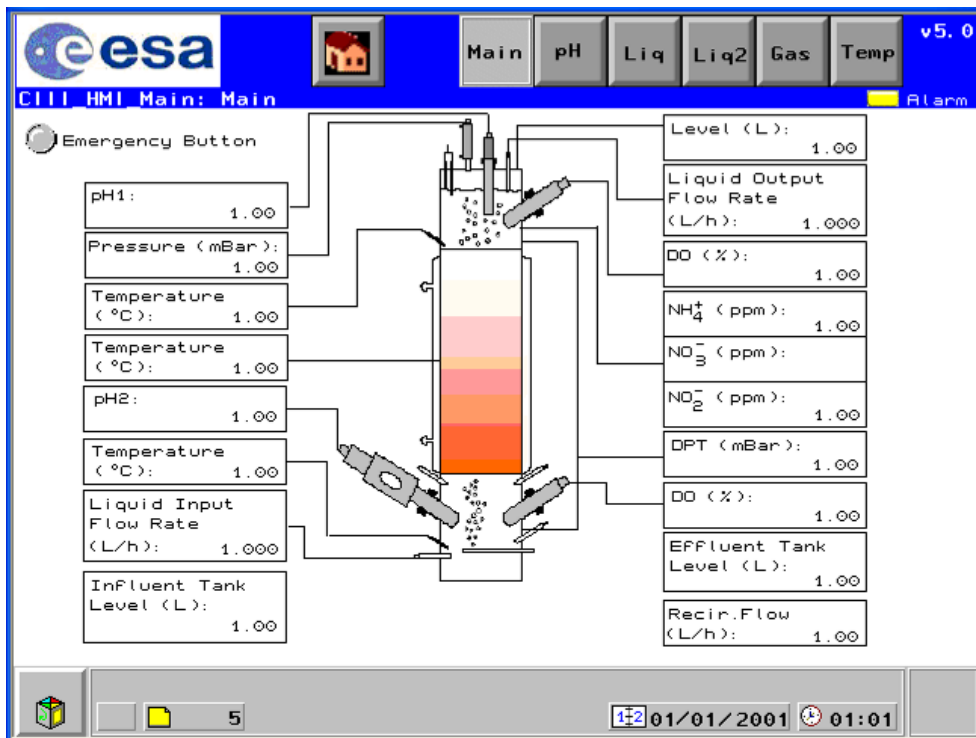 esa
Main
pH
Liq
Liq2
Gas
Temp
v5.0
CIII_HMI_Main: Main
Alarm
Emergency Button
pH1:
1.00
Pressure (mBar):
1.00
Temperature
(°C): 1.00
Temperature
(°C): 1.00
pH2:
1.00
Temperature
(°C): 1.00
Liquid Input
Flow Rate
(L/h): 1.000
Influent Tank
Level (L):
1.00
Level (L):
1.00
Liquid Output
Flow Rate
(L/h): 1.000
DO (%):
1.00
NH₄⁺ (ppm):
1.00
NO₃⁻ (ppm):
NO₂⁻ (ppm):
1.00
DPT (mBar):
1.00
DO (%):
1.00
Effluent Tank
Level (L):
1.00
Recir.Flow
(L/h): 1.00
5
1 2 01/01/2001
01:01